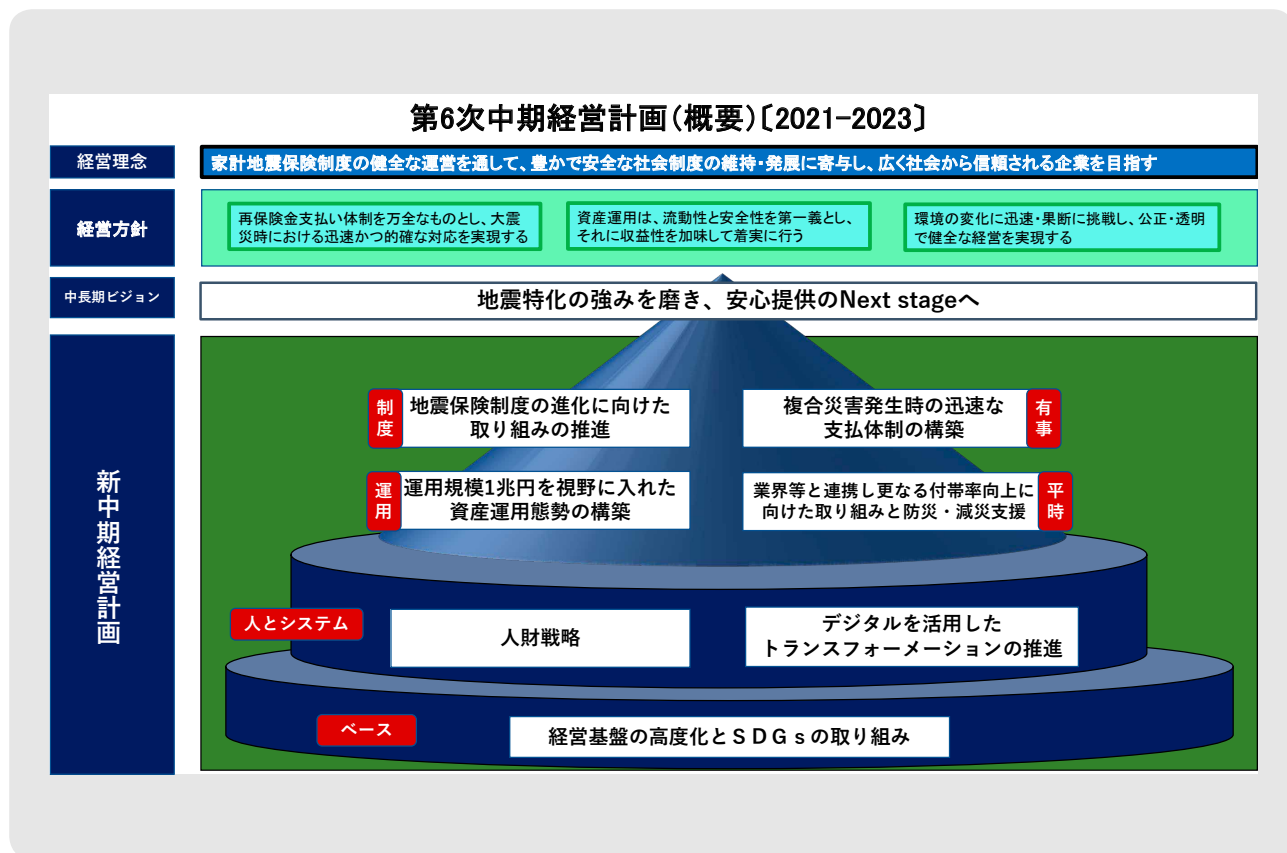 第6次中期経営計画（概要）〔2021-2023〕
経営理念
家計地震保険制度の健全な運営を通して、豊かで安全な社会制度の維持・発展に寄与し、広く社会から信頼される企業を目指す
経営方針
再保険金支払い体制を万全なものとし、大震
災時における迅速かつ的確な対応を実現する
資産運用は、流動性と安全性を第一義とし、
それに収益性を加味して着実に行う
環境の変化に迅速・果断に挑戦し、公正・透明
で健全な経営を実現する
中長期ビジョン
地震特化の強みを磨き、安心提供のNext stageへ
新中期経営計画
制度
地震保険制度の進化に向けた
取り組みの推進
複合災害発生時の迅速な
支払体制の構築
有事
運用
運用規模1兆円を視野に入れた
資産運用態勢の構築
業界等と連携し更なる付帯率向上に
向けた取り組みと防災・減災支援
平時
人とシステム
人財戦略
デジタルを活用した
トランスフォーメーションの推進
ベース
経営基盤の高度化とＳＤＧｓの取り組み